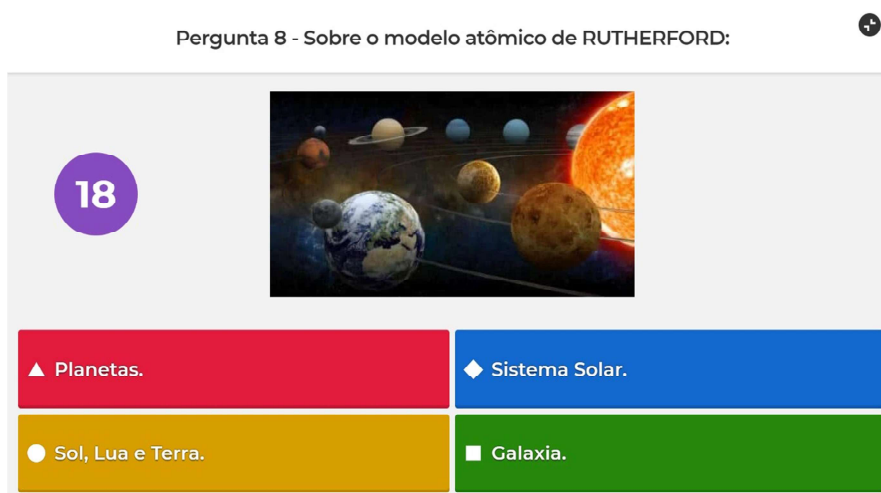 Pergunta 8 - Sobre o modelo atômico de RUTHERFORD:
18
Planetas.
Sistema Solar.
Sol, Lua e Terra.
Galaxia.